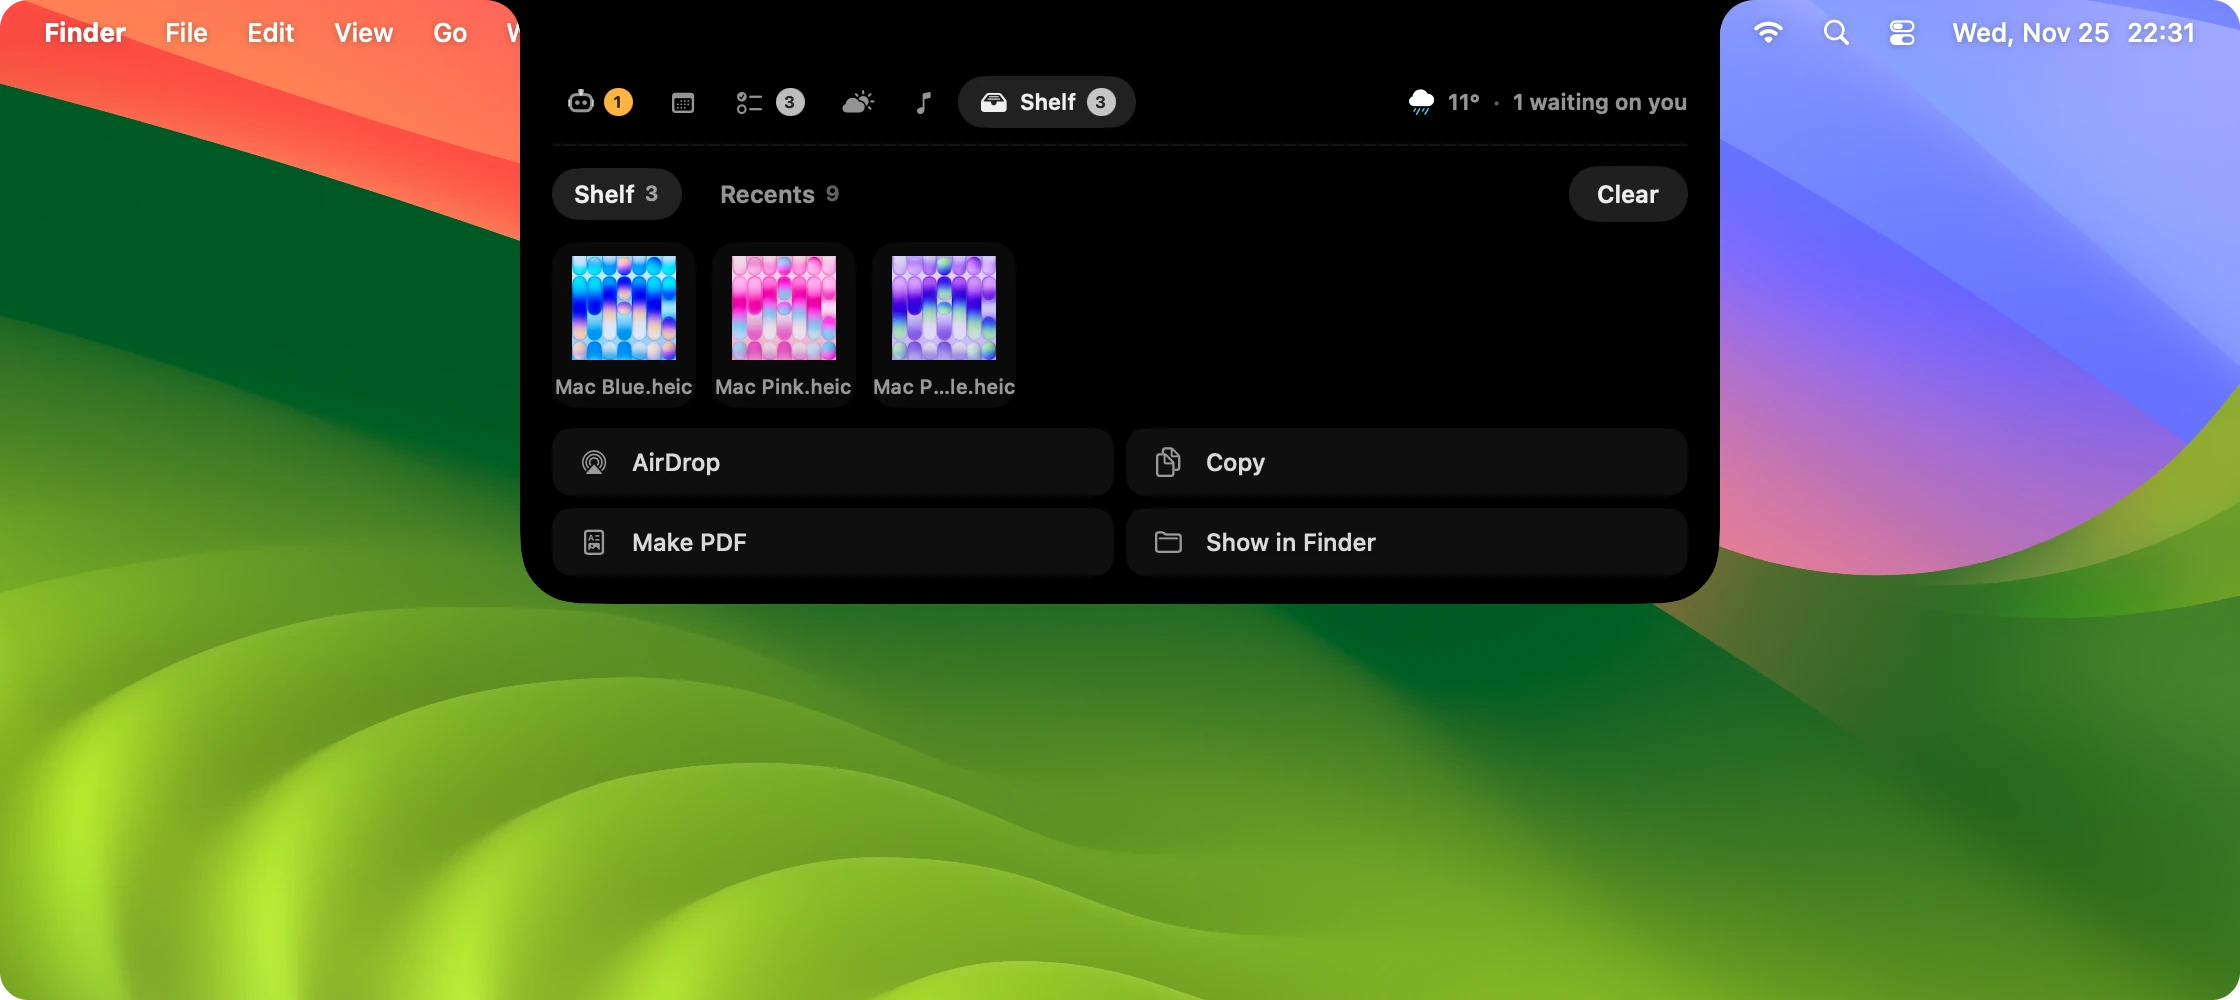 Finder File Edit View Go W
Wed, Nov 25 22:31
1
3
Shelf 3
11° · 1 waiting on you
Shelf 3
Recents 9
Clear
Mac Blue.heic
Mac Pink.heic
Mac P...le.heic
AirDrop
Copy
Make PDF
Show in Finder